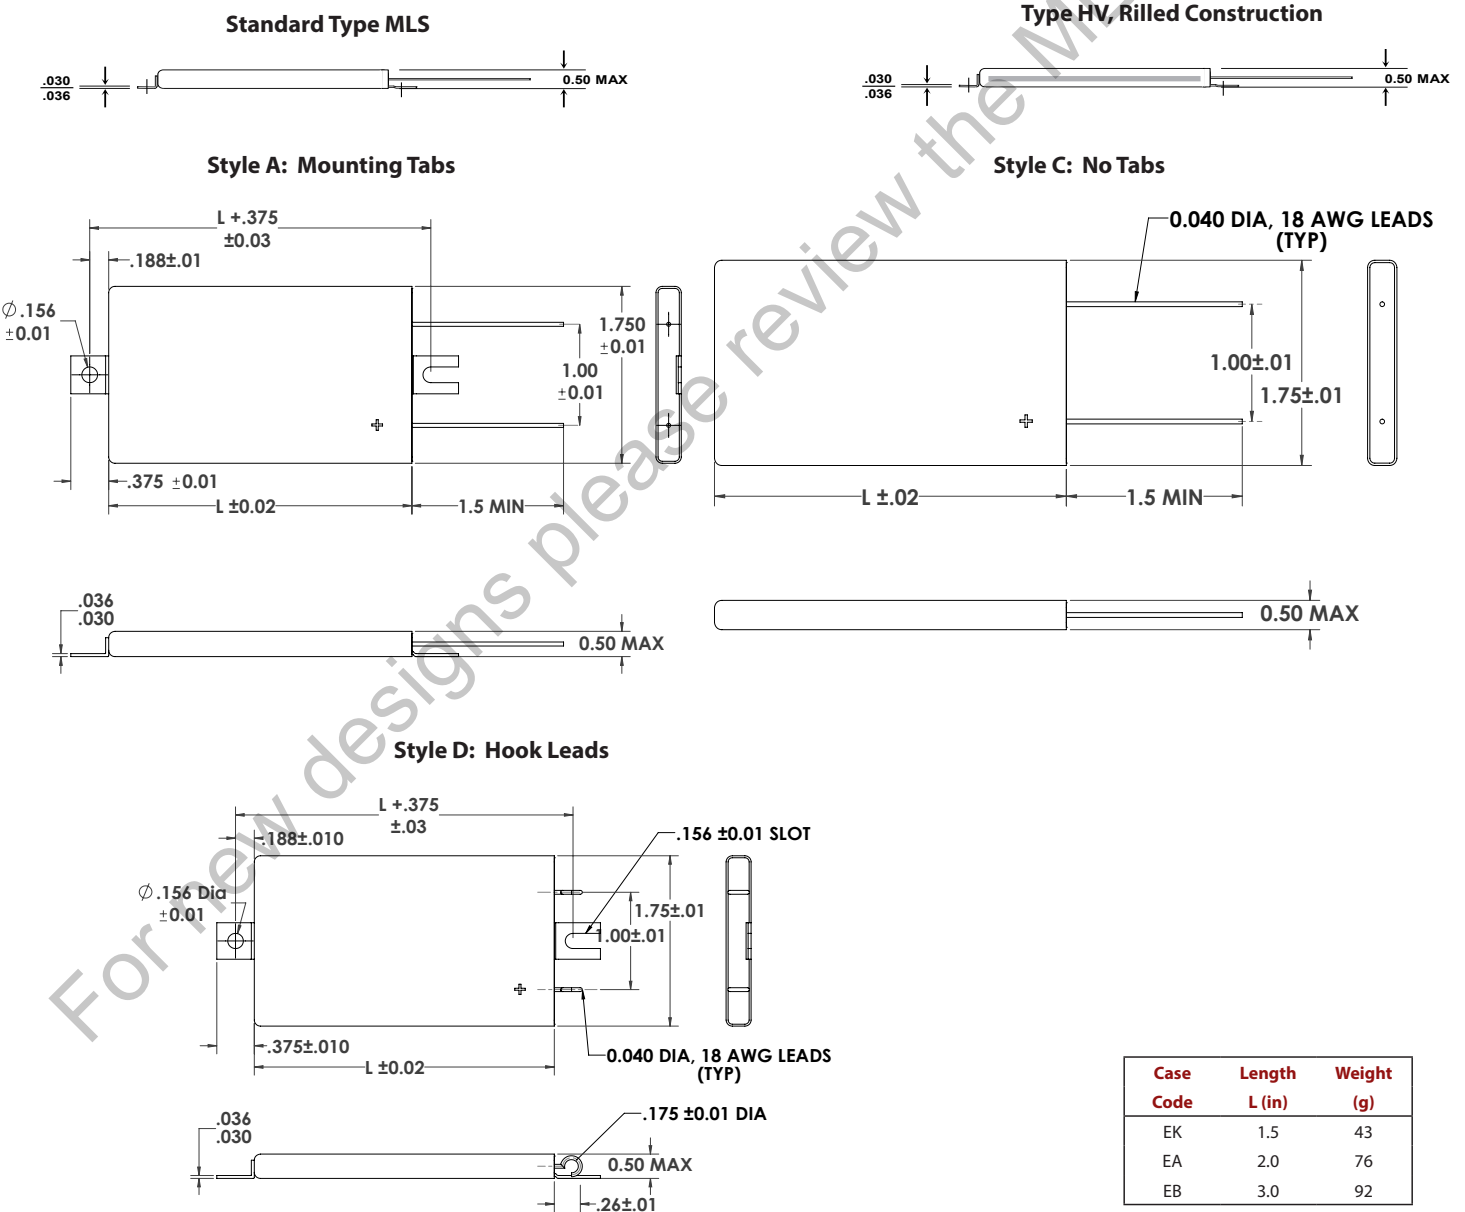 Standard Type MLS
Type HV, Rilled Construction
.030
.036
0.50 MAX
.030
.036
0.50 MAX
Style A:  Mounting Tabs
Style C: No Tabs
L +.375
±0.03
.188±.01
Ø .156
±0.01
1.750
±0.01
1.00
±0.01
+
.375 ±0.01
L ±0.02
1.5 MIN
0.040 DIA, 18 AWG LEADS
(TYP)
1.00±.01
1.75±.01
+
L ±.02
1.5 MIN
.036
.030
0.50 MAX
0.50 MAX
Style D:  Hook Leads
L +.375
±.03
.188±.010
.156 ±0.01 SLOT
Ø .156 Dia
±0.01
1.75±.01
1.00±.01
+
.375±.010
L ±0.02
0.040 DIA, 18 AWG LEADS
(TYP)
.175 ±0.01 DIA
.036
.030
0.50 MAX
.26±.01
Case Length Weight
Code L (in) (g)
EK 1.5 43
EA 2.0 76
EB 3.0 92
For new designs please review the